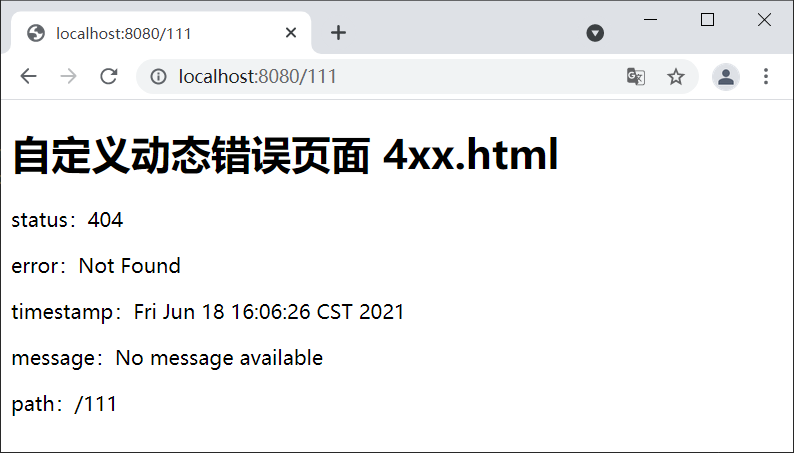 localhost:8080/111
localhost:8080/111
自定义动态错误页面 4xx.html
status：404
error：Not Found
timestamp：Fri Jun 18 16:06:26 CST 2021
message：No message available
path：/111